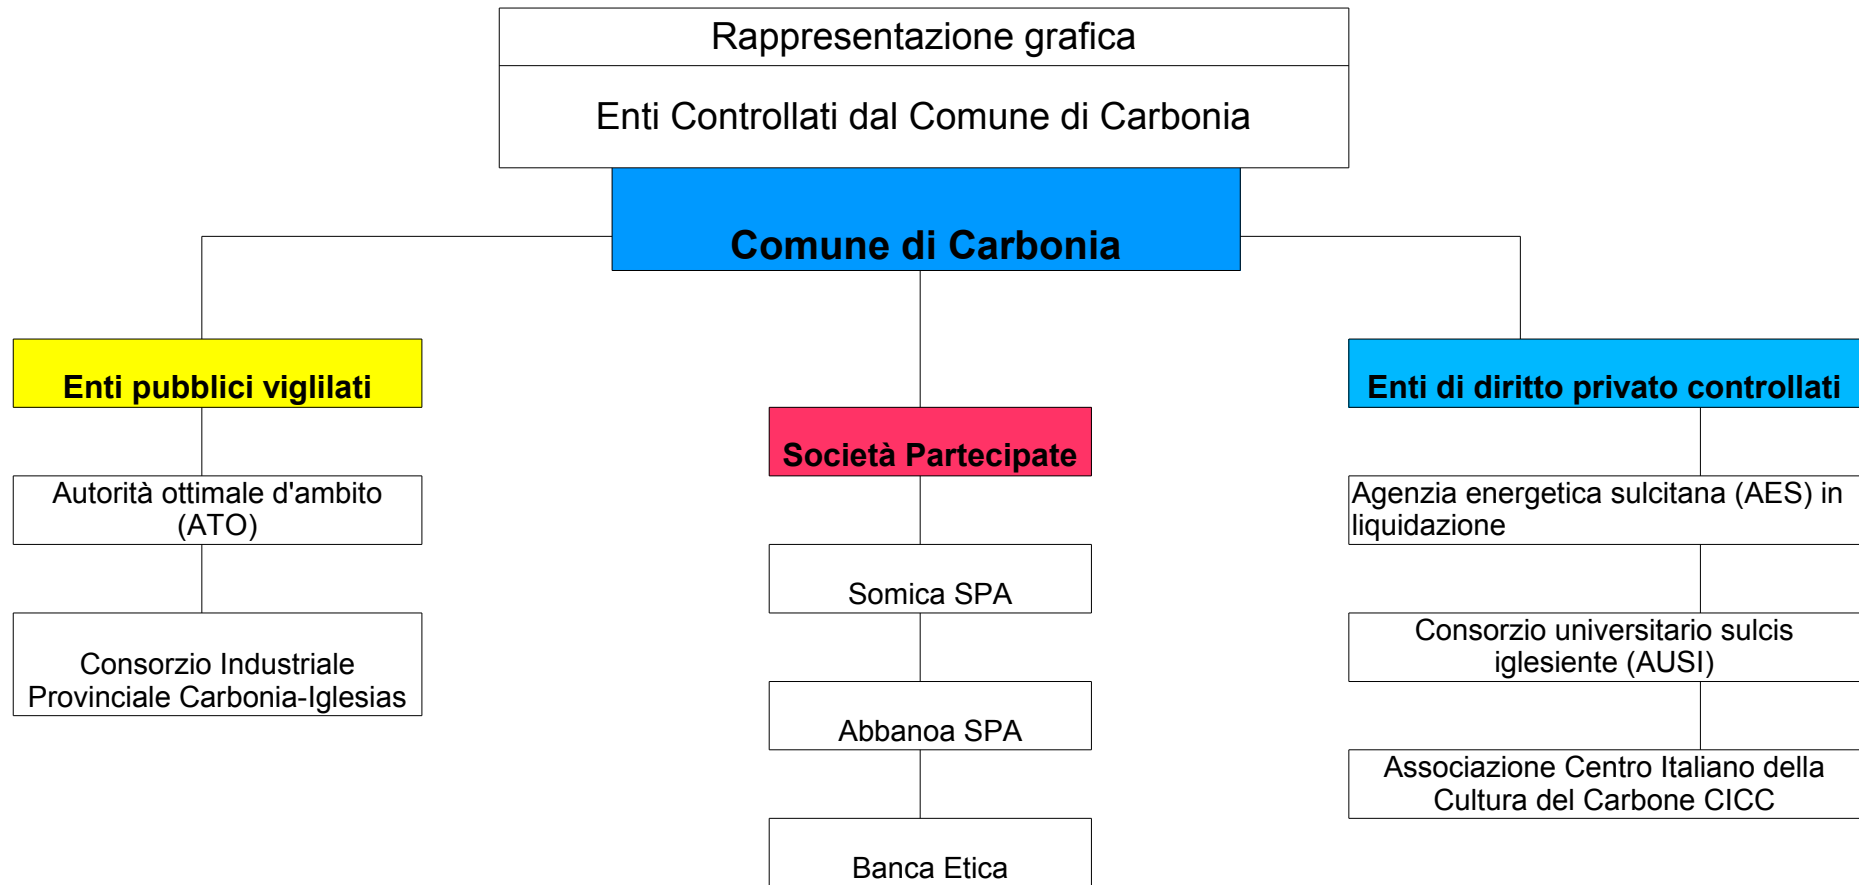 Rappresentazione grafica
Enti Controllati dal Comune di Carbonia
Comune di Carbonia
Enti pubblici viglilati
Autorità ottimale d'ambito
(ATO)
Consorzio Industriale
Provinciale Carbonia-Iglesias
Società Partecipate
Somica SPA
Abbanoa SPA
Banca Etica
Enti di diritto privato controllati
Agenzia energetica sulcitana (AES) in
liquidazione
Consorzio universitario sulcis
iglesiente (AUSI)
Associazione Centro Italiano della
Cultura del Carbone CICC